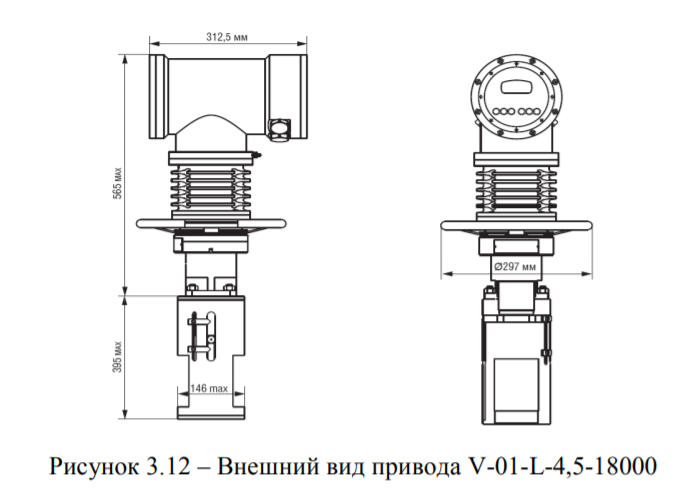 312,5 мм
565 MAX
Ø297 мм
395 MAX
146 max
Рисунок 3.12 – Внешний вид привода V-01-L-4,5-18000